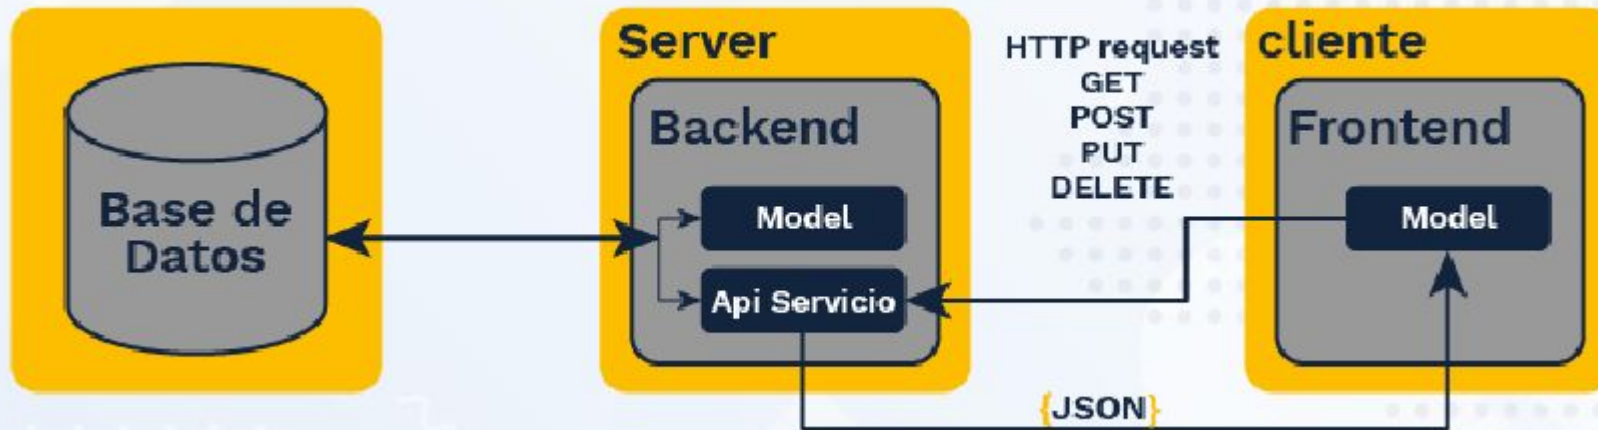 Base de
Datos
Server
Backend
Model
Api Servicio
HTTP request
GET
POST
PUT
DELETE
{JSON}
cliente
Frontend
Model